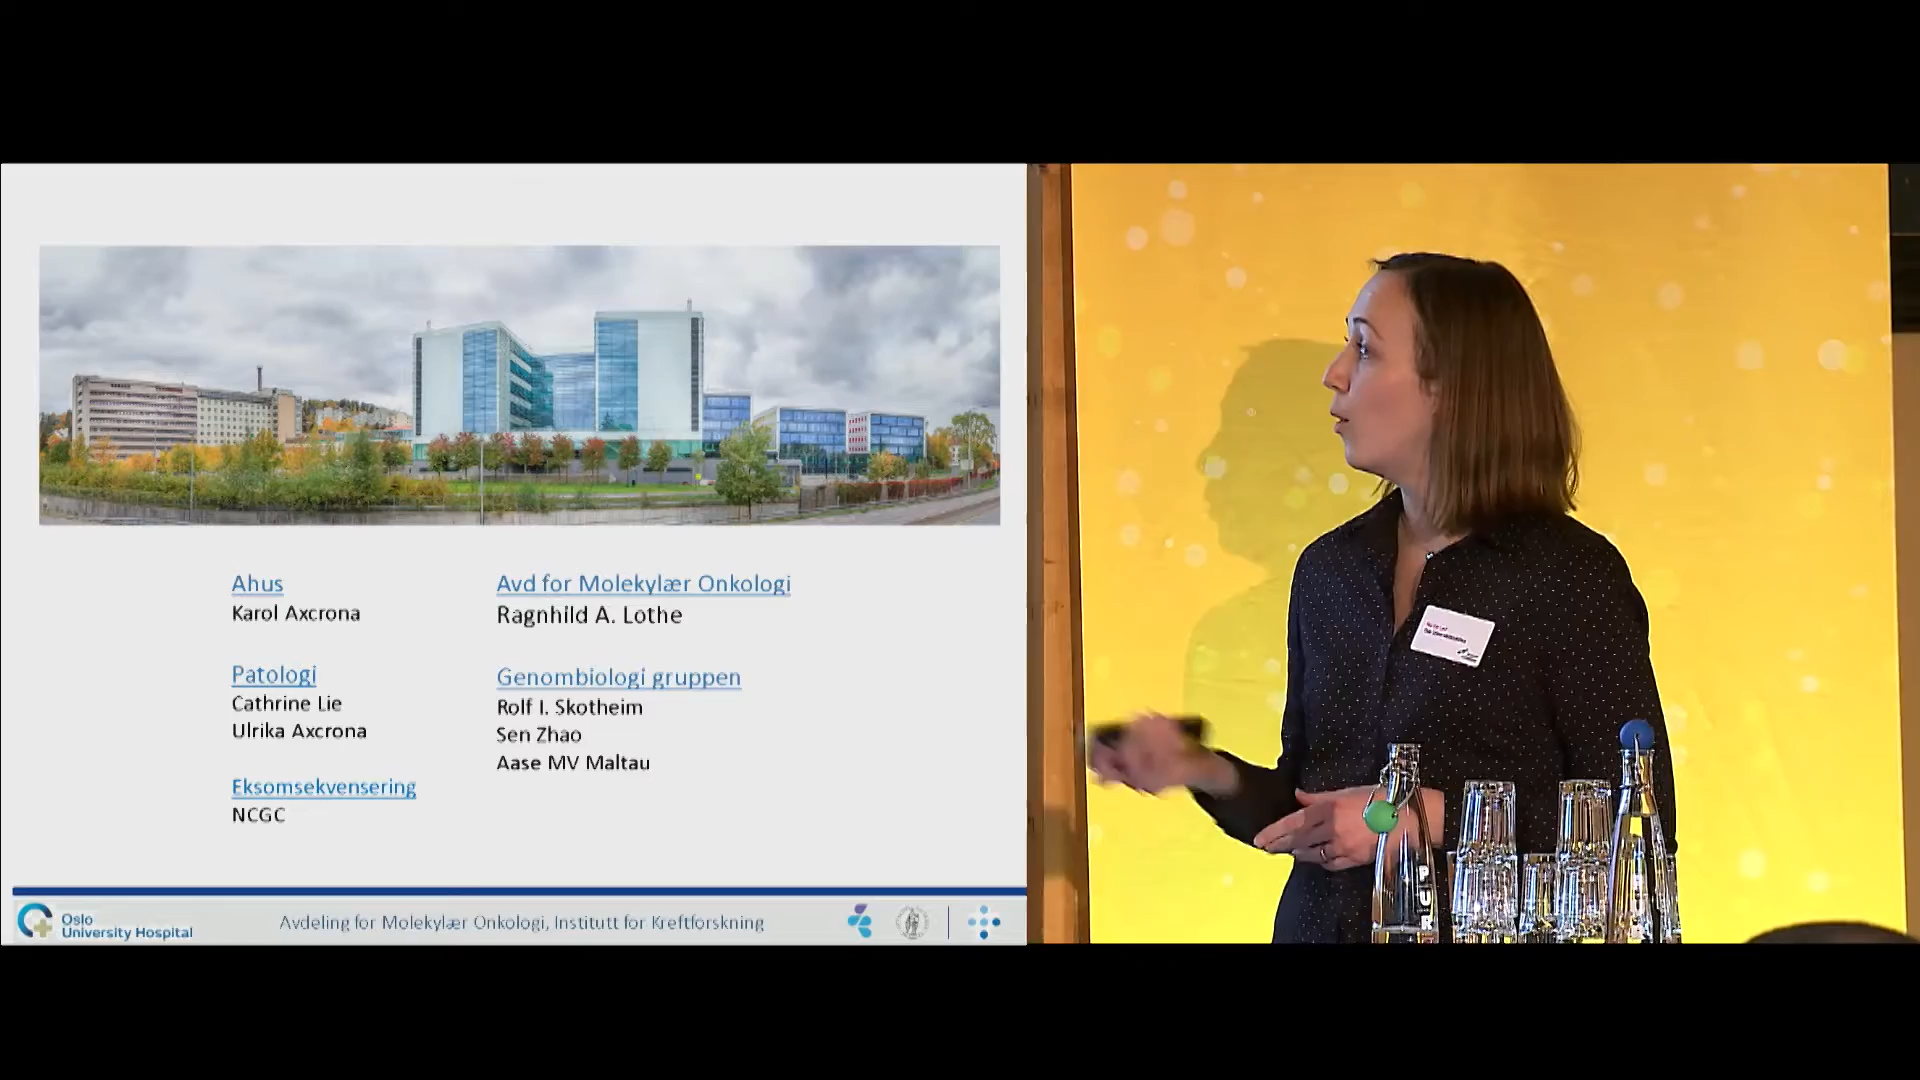 Ahus
Karol Axcrona
Patologi
Cathrine Lie
Ulrika Axcrona
Eksomsekvensering
NCGC
Avd for Molekylær Onkologi
Ragnhild A. Lothe
Genombiologi gruppen
Rolf I. Skotheim
Sen Zhao
Aase MV Maltau
Oslo
University Hospital
Avdeling for Molekylær Onkologi, Institutt for Kreftforskning
PUR